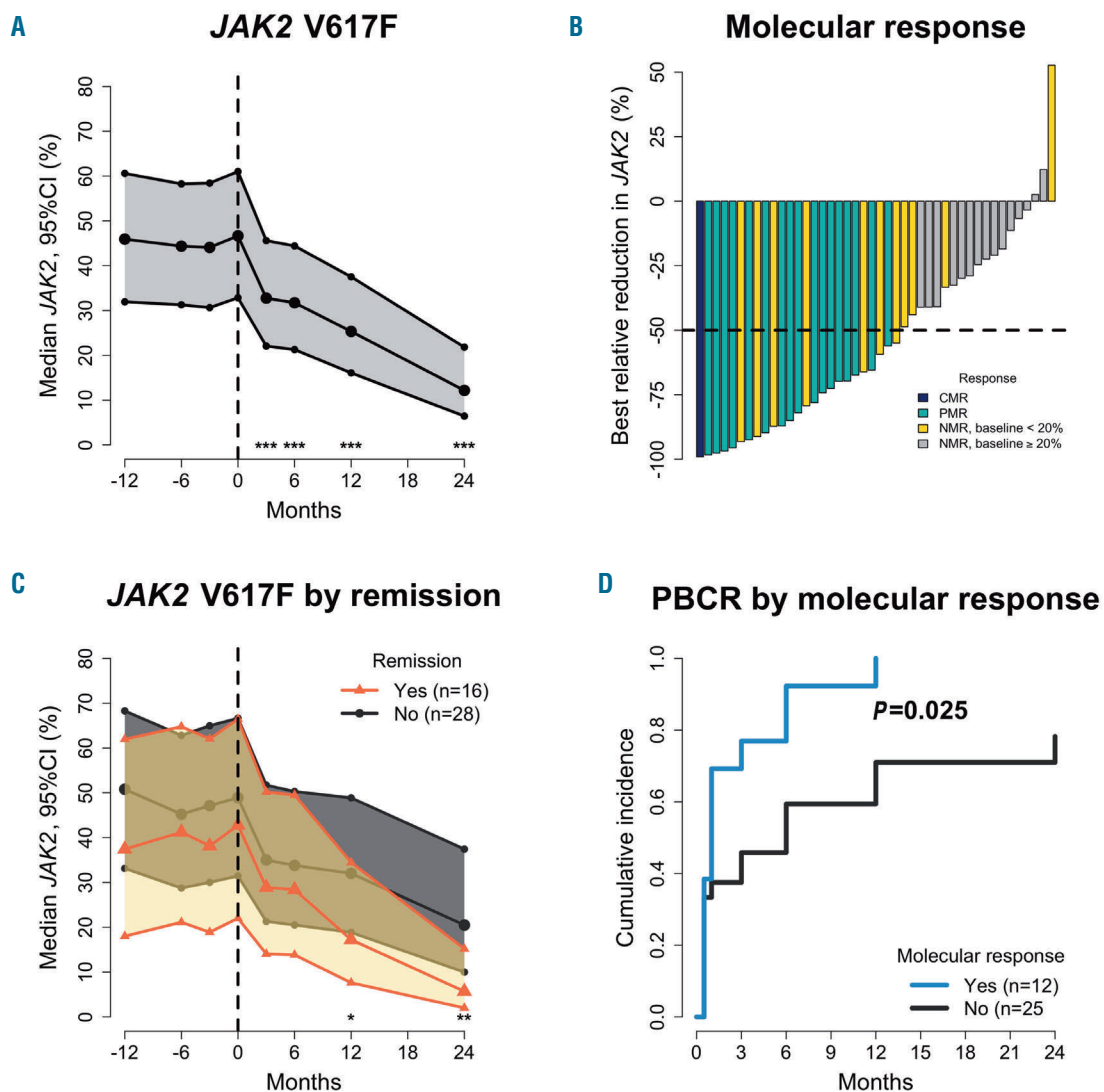 A
JAK2 V617F
Median JAK2, 95%CI (%)
80
70
60
50
40
30
20
10
0
*** *** *** ***
-12 -6 0 6 12 18 24
Months
B
Molecular response
Best relative reduction in JAK2 (%)
50
25
0
-25
-50
-75
-100
Response
CMR
PMR
NMR, baseline < 20%
NMR, baseline ≥ 20%
C
JAK2 V617F by remission
Median JAK2, 95%CI (%)
80
70
60
50
40
30
20
10
0
Remission
Yes (n=16)
No (n=28)
* **
-12 -6 0 6 12 18 24
Months
D
PBCR by molecular response
Cumulative incidence
1.0
0.8
0.6
0.4
0.2
0.0
P=0.025
Molecular response
Yes (n=12)
No (n=25
0 3 6 9 12 15 18 21 24
Months